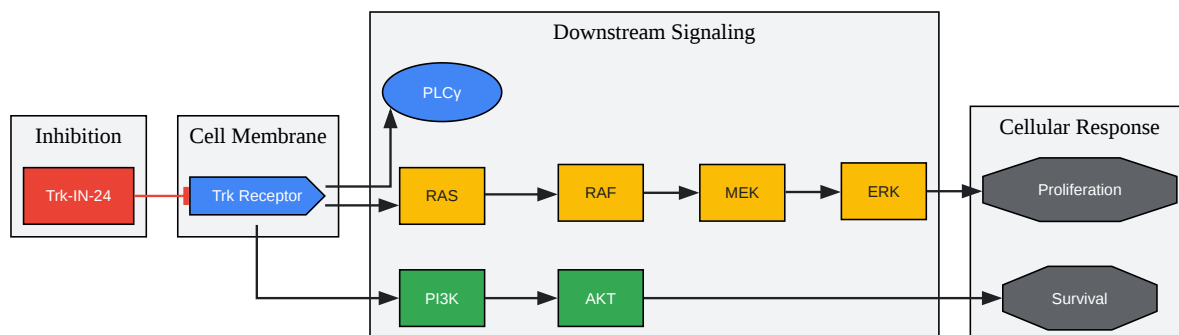 Downstream Signaling
PLCγ
Inhibition
Cell Membrane
Cellular Response
Trk-IN-24
Trk Receptor
RAS
RAF
MEK
ERK
Proliferation
PI3K
AKT
Survival